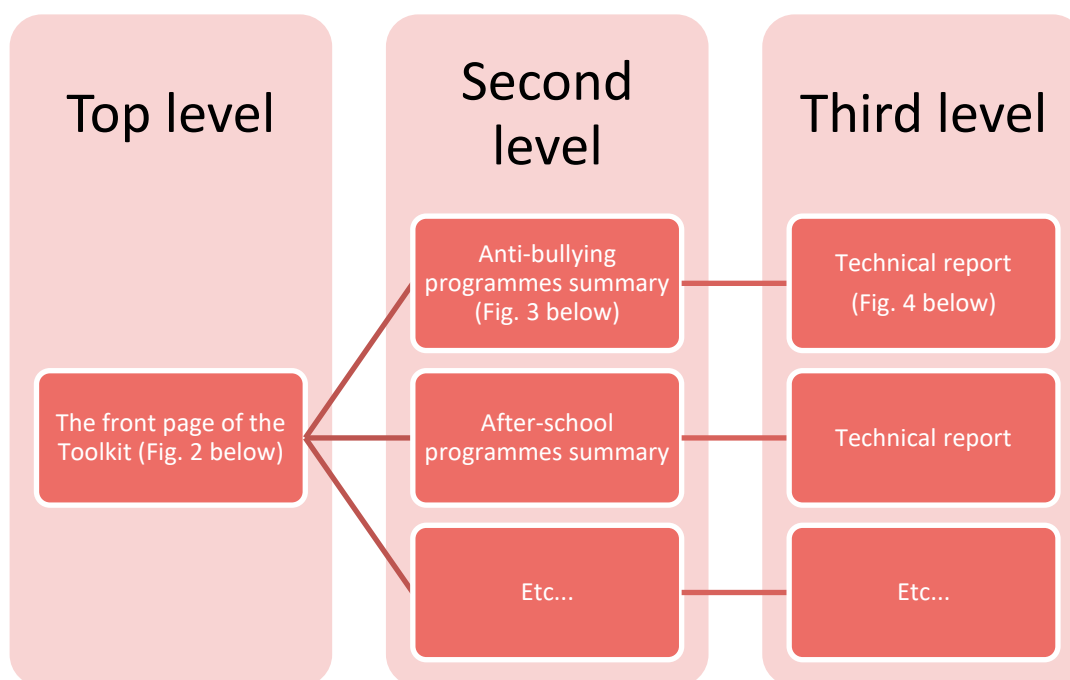 Top level
Second
level
Third level
The front page of the
Toolkit (Fig. 2 below)
Anti-bullying
programmes summary
(Fig. 3 below)
After-school
programmes summary
Etc...
Technical report
(Fig. 4 below)
Technical report
Etc...